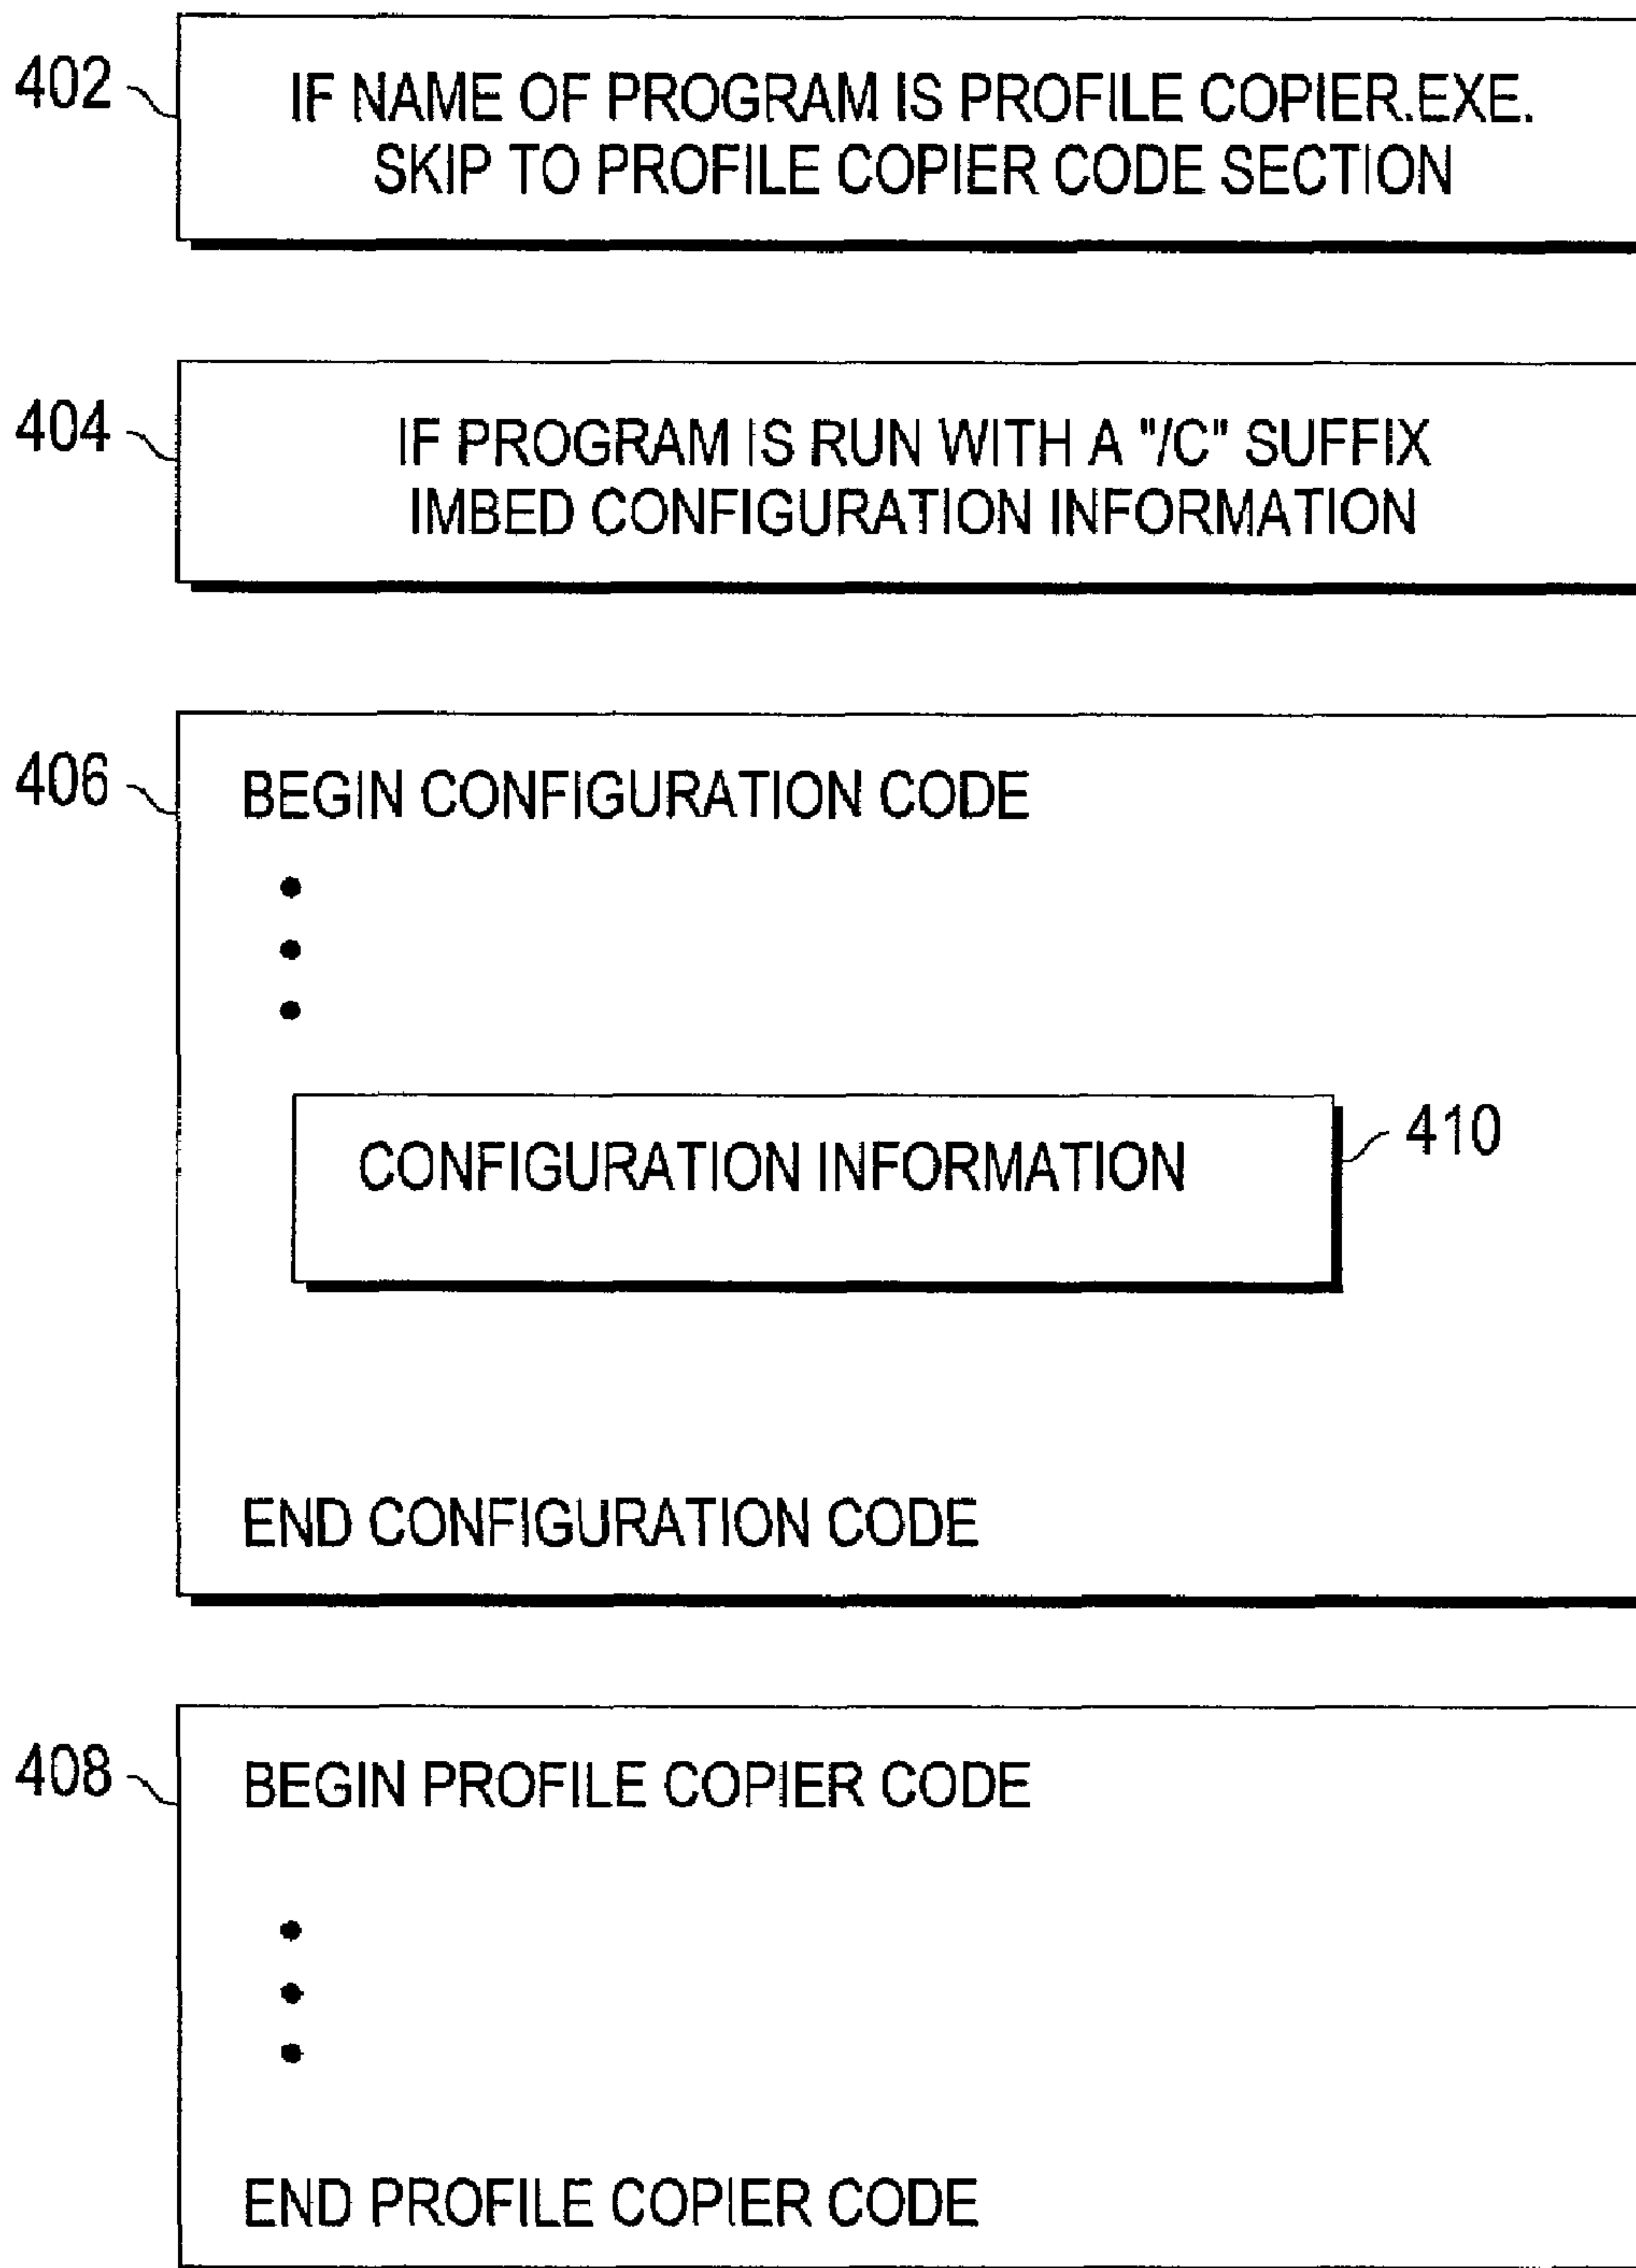 402
IF NAME OF PROGRAM IS PROFILE COPIER.EXE.
SKIP TO PROFILE COPIER CODE SECTION
404
IF PROGRAM IS RUN WITH A "/C" SUFFIX
IMBED CONFIGURATION INFORMATION
406
BEGIN CONFIGURATION CODE
CONFIGURATION INFORMATION
410
END CONFIGURATION CODE
408
BEGIN PROFILE COPIER CODE
END PROFILE COPIER CODE